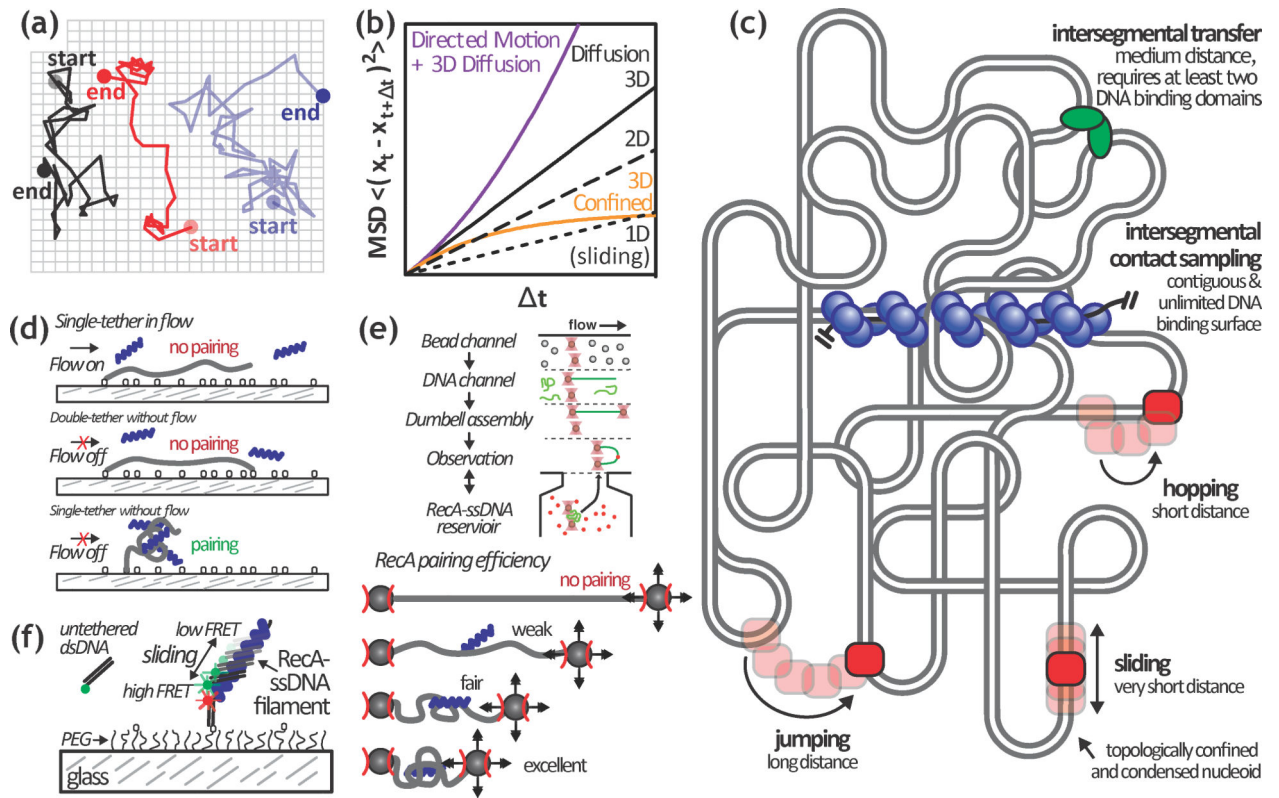 (a)
start
end
start
end
end
start
(b)
Directed Motion
+ 3D Diffusion
Diffusion
3D
2D
3D
Confined
1D
(sliding)
MSD <( x_t - x_{t+Δt} )^2>
Δt
(c)
intersegmental transfer
medium distance,
requires at least two
DNA binding domains
intersegmental
contact sampling
contiguous &
unlimited DNA
binding surface
hopping
short distance
sliding
very short distance
jumping
long distance
topologically confined
and condensed nucleoid
(d)
Single-tether in flow
Flow on
no pairing
Double-tether without flow
Flow off
no pairing
Single-tether without flow
Flow off
pairing
(e)
flow
Bead channel
DNA channel
Dumbell assembly
Observation
RecA-ssDNA
reservioir
RecA pairing efficiency
no pairing
weak
fair
excellent
(f)
untethered
dsDNA
low FRET
sliding
high FRET
RecA-
ssDNA
filament
PEG
glass